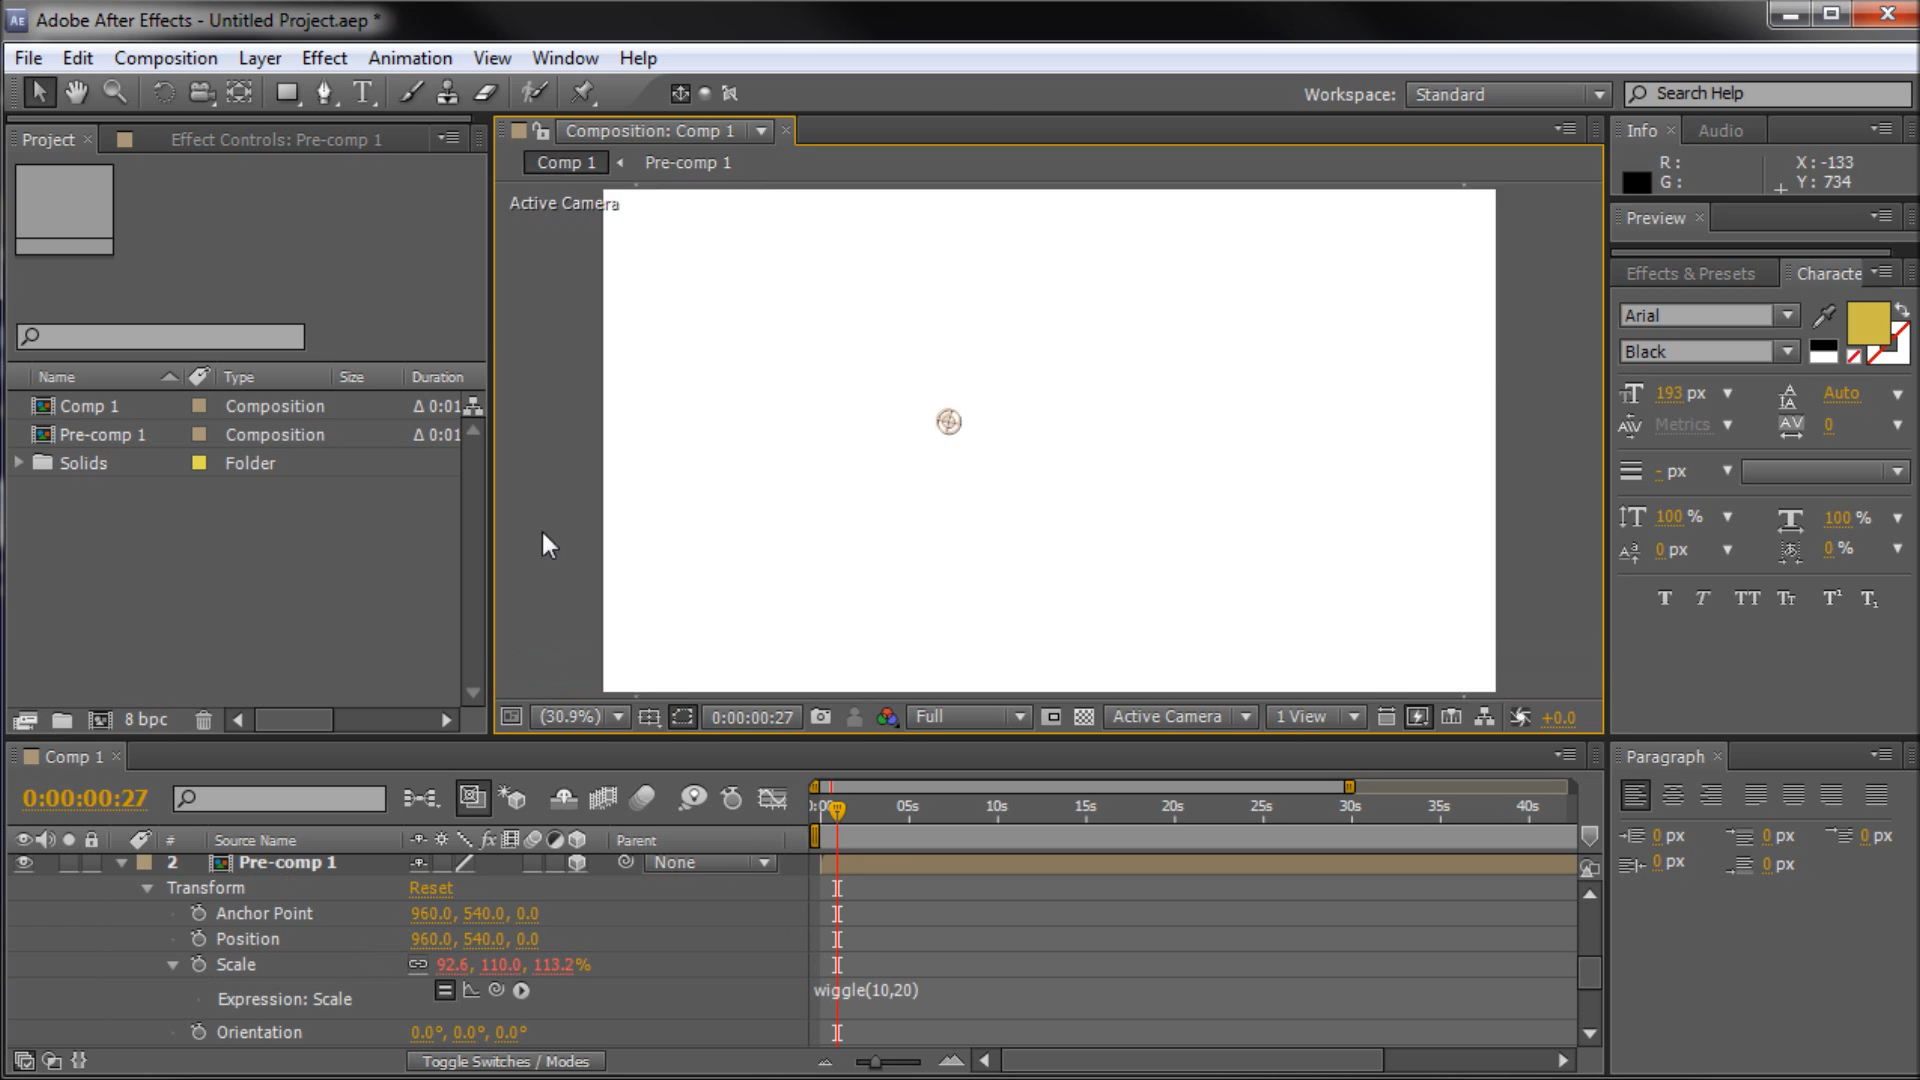 Adobe After Effects - Untitled Project.aep *
File Edit Composition Layer Effect Animation View Window Help
Workspace: Standard Search Help
Project Effect Controls: Pre-comp 1
Name Type Size Duration
Comp 1 Composition Δ 0:01
Pre-comp 1 Composition Δ 0:01
Solids Folder
8 bpc
Composition: Comp 1
Comp 1 Pre-comp 1
Active Camera
(30.9%) 0:00:00:27 Full Active Camera 1 View +0.0
Info Audio
R : X : -133
G : Y : 734
Preview
Effects & Presets Characte
Arial
Black
193 px Auto
Metrics 0
- px
100 % 100 %
0 px 0 %
T T TT Tт T¹ T₁
Comp 1
0:00:00:27
05s 10s 15s 20s 25s 30s 35s 40s
# Source Name Parent
2 Pre-comp 1 None
Transform Reset
Anchor Point 960.0, 540.0, 0.0
Position 960.0, 540.0, 0.0
Scale 92.6, 110.0, 113.2%
Expression: Scale wiggle(10,20)
Orientation 0.0°, 0.0°, 0.0°
Toggle Switches / Modes
Paragraph
0 px 0 px 0 px
0 px 0 px